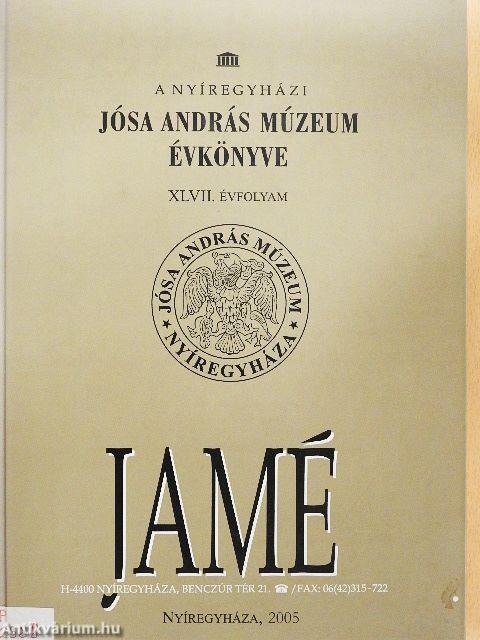 A NYÍREGYHÁZI
JÓSA ANDRÁS MÚZEUM
ÉVKÖNYVE
XLVII. ÉVFOLYAM
JÓSA ANDRÁS MÚZEUM
★ NYÍREGYHÁZA ★
JAMÉ
H-4400 NYÍREGYHÁZA, BENCZÚR TÉR 21. ☎ / FAX: 06(42)315-722
NYÍREGYHÁZA, 2005
Antikvárium.hu